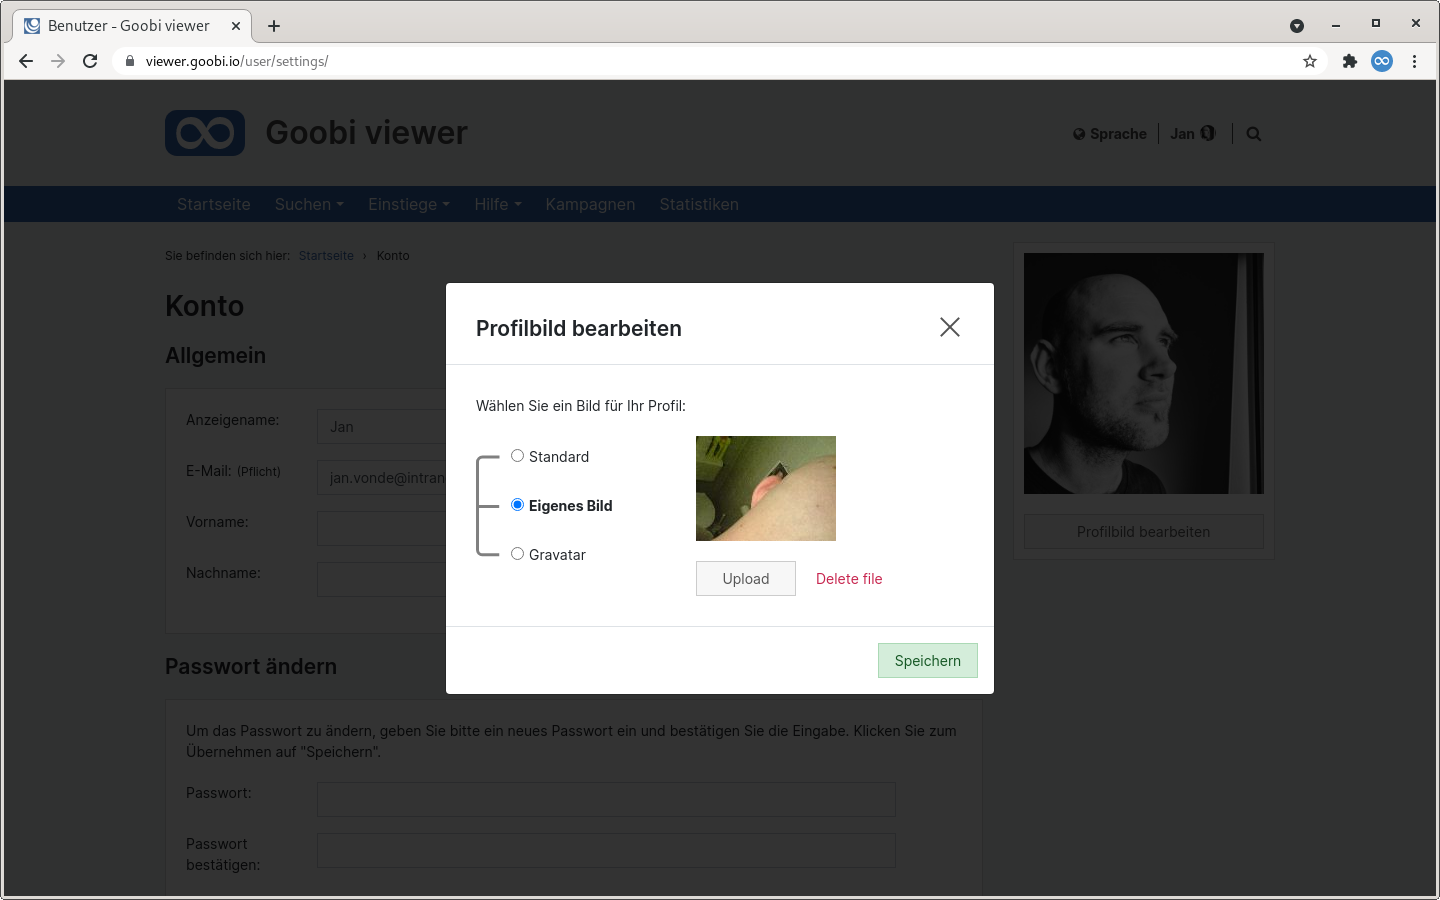 Benutzer - Goobi viewer
viewer.goobi.io/user/settings/
Goobi viewer
Sprache
Jan
Startseite Suchen Einstiege Hilfe Kampagnen Statistiken
Sie befinden sich hier: Startseite › Konto
Konto
Allgemein
Anzeigename: Jan
E-Mail: (Pflicht) jan.vonde@intran
Vorname:
Nachname:
Profilbild bearbeiten
Profilbild bearbeiten
Wählen Sie ein Bild für Ihr Profil:
Standard
Eigenes Bild
Gravatar
Upload
Delete file
Speichern
Passwort ändern
Um das Passwort zu ändern, geben Sie bitte ein neues Passwort ein und bestätigen Sie die Eingabe. Klicken Sie zum
Übernehmen auf "Speichern".
Passwort:
Passwort
bestätigen: